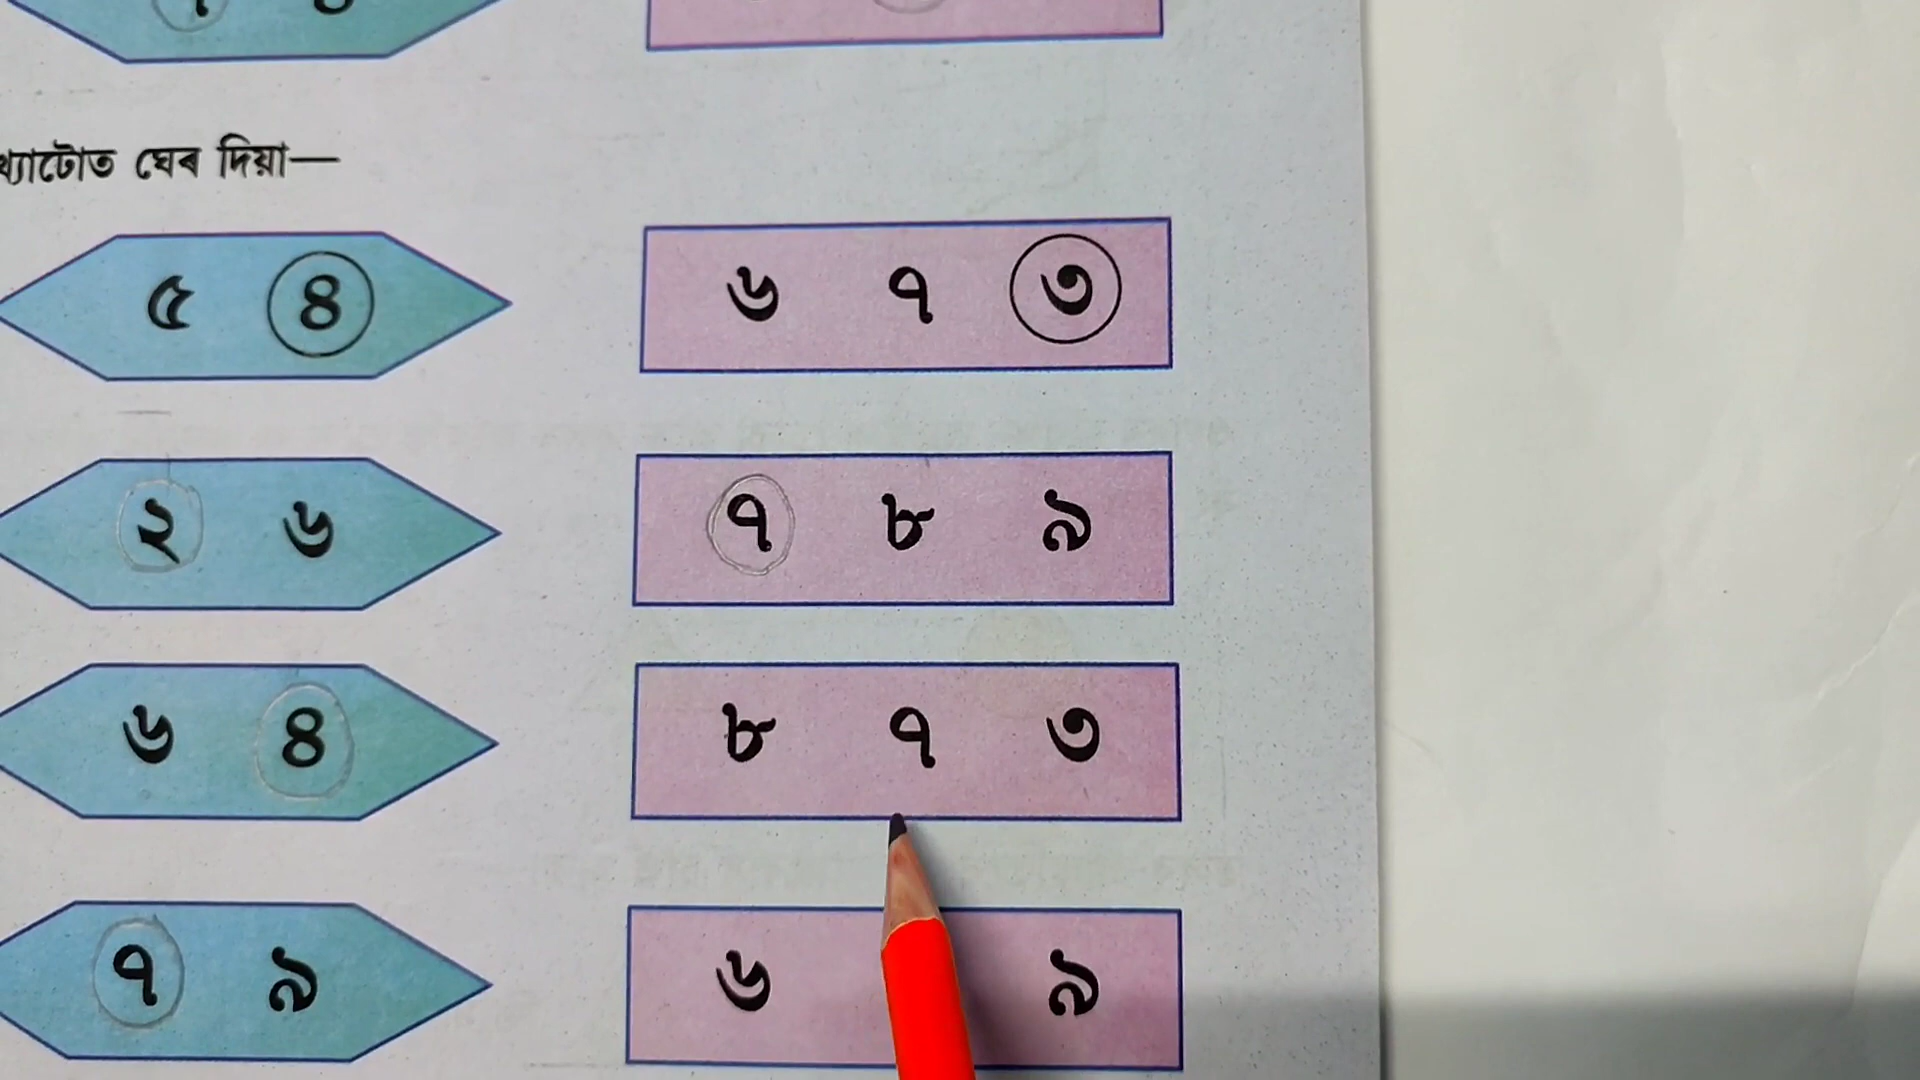 ঘেৰ দিয়া—
৫ ৪ ৬ ৭ ৩
২ ৬ ৭ ৮ ৯
৬ ৪ ৮ ৭ ৩
৭ ৯ ৬ ৯